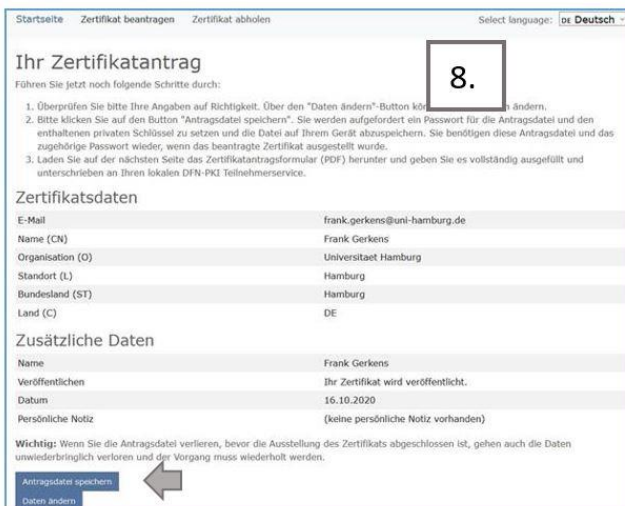 Startseite Zertifikat beantragen Zertifikat abholen Select language: DE Deutsch
8.
Ihr Zertifikatantrag
Führen Sie jetzt noch folgende Schritte durch:
1. Überprüfen Sie bitte Ihre Angaben auf Richtigkeit. Über den "Daten ändern"-Button ändern.
2. Bitte klicken Sie auf den Button "Antragsdatei speichern". Sie werden aufgefordert ein Passwort für die Antragsdatei und den
enthaltenen privaten Schlüssel zu setzen und die Datei auf Ihrem Gerät abzuspeichern. Sie benötigen diese Antragsdatei und das
zugehörige Passwort wieder, wenn das beantragte Zertifikat ausgestellt wurde.
3. Laden Sie auf der nächsten Seite das Zertifikatantragsformular (PDF) herunter und geben Sie es vollständig ausgefüllt und
unterschrieben an Ihren lokalen DFN-PKI Teilnehmerservice.
Zertifikatsdaten
E-Mail frank.gerkens@uni-hamburg.de
Name (CN) Frank Gerkens
Organisation (O) Universitaet Hamburg
Standort (L) Hamburg
Bundesland (ST) Hamburg
Land (C) DE
Zusätzliche Daten
Name Frank Gerkens
Veröffentlichen Ihr Zertifikat wird veröffentlicht.
Datum 16.10.2020
Persönliche Notiz (keine persönliche Notiz vorhanden)
Wichtig: Wenn Sie die Antragsdatei verlieren, bevor die Ausstellung des Zertifikats abgeschlossen ist, gehen auch die Daten
unwiederbringlich verloren und der Vorgang muss wiederholt werden.
Antragsdatei speichern
Daten ändern